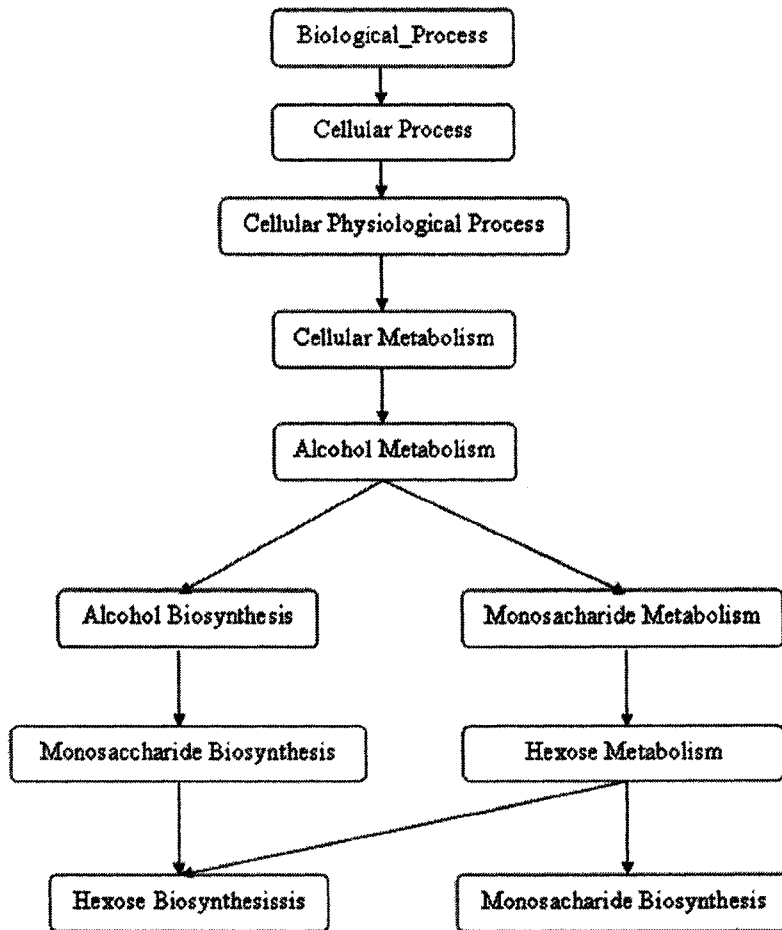 Biological_Process
Cellular Process
Cellular Physiological Process
Cellular Metabolism
Alcohol Metabolism
Alcohol Biosynthesis
Monosacharide Metabolism
Monosaccharide Biosynthesis
Hexose Metabolism
Hexose Biosynthesissis
Monosacharide Biosynthesis